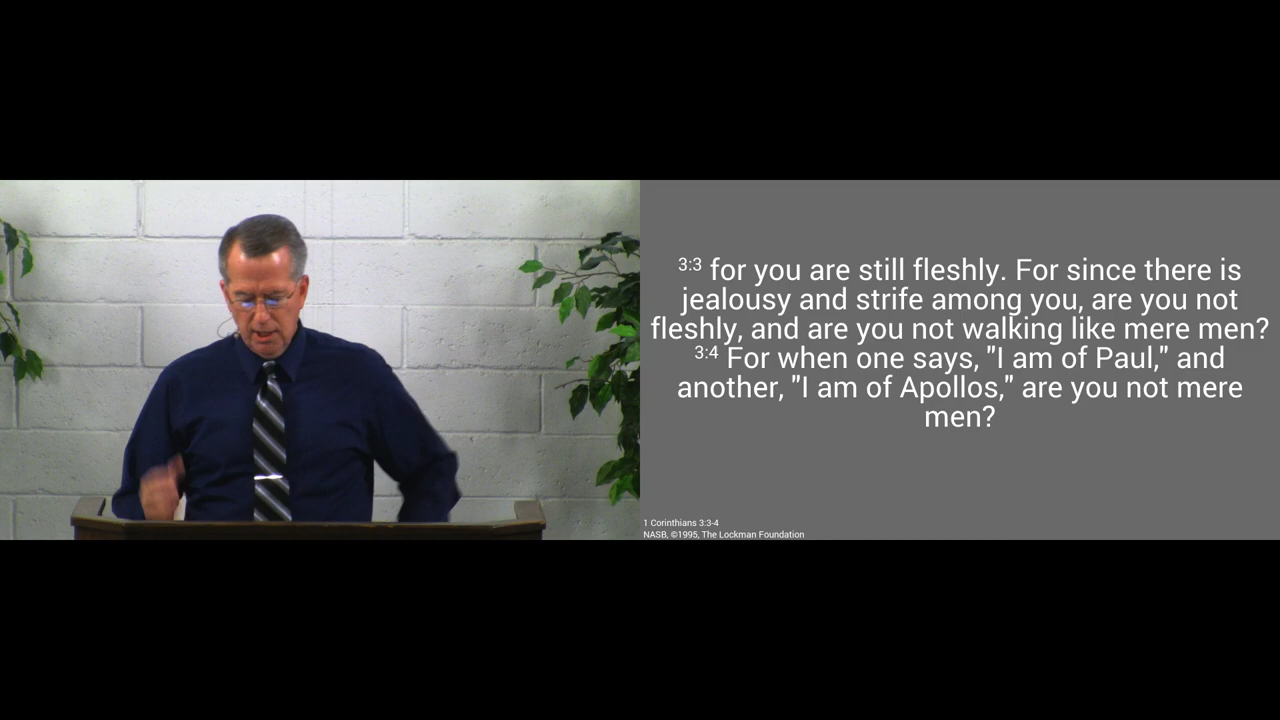 3:3 for you are still fleshly. For since there is
jealousy and strife among you, are you not
fleshly, and are you not walking like mere men?
3:4 For when one says, "I am of Paul," and
another, "I am of Apollos," are you not mere
men?
1 Corinthians 3:3-4
NASB, ©1995, The Lockman Foundation